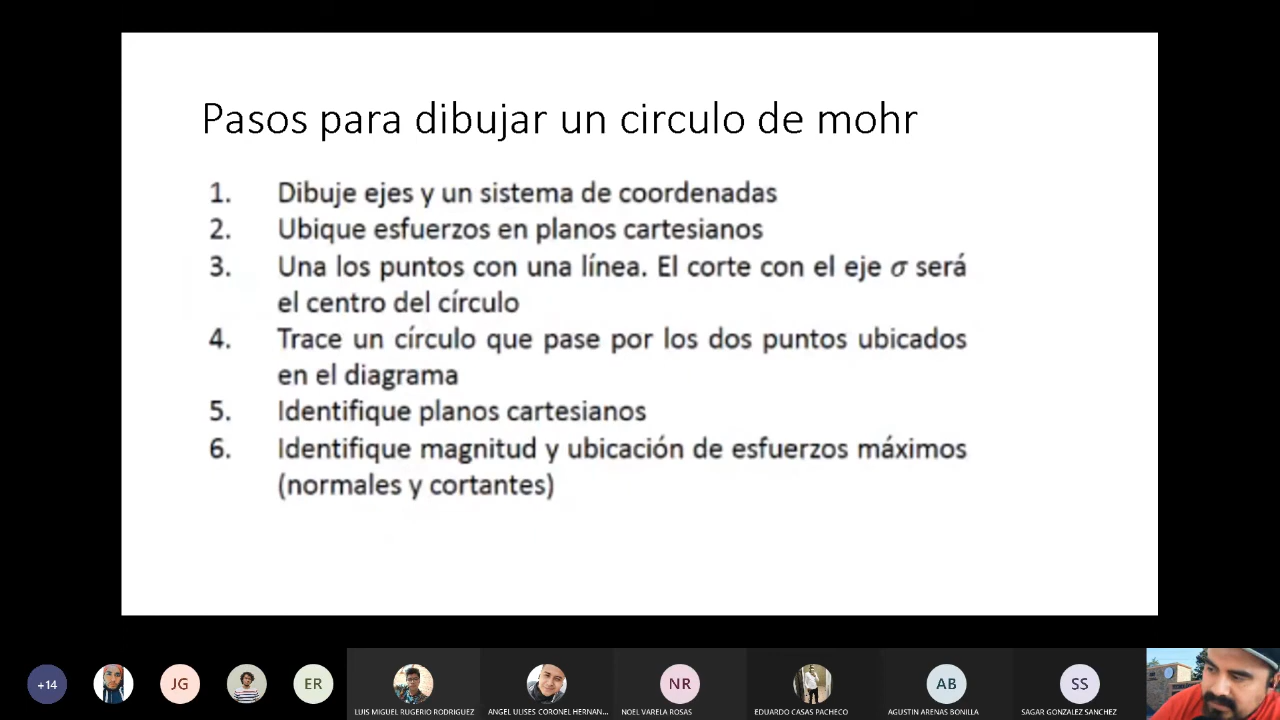 Pasos para dibujar un circulo de mohr
1. Dibuje ejes y un sistema de coordenadas
2. Ubique esfuerzos en planos cartesianos
3. Una los puntos con una línea. El corte con el eje σ será
el centro del círculo
4. Trace un círculo que pase por los dos puntos ubicados
en el diagrama
5. Identifique planos cartesianos
6. Identifique magnitud y ubicación de esfuerzos máximos
(normales y cortantes)
+14
JG
ER
NR
AB
SS
LUIS MIGUEL RUGERIO RODRIGUEZ
ANGEL ULISES CORONEL HERNAN...
NOEL VARELA ROSAS
EDUARDO CASAS PACHECO
AGUSTIN ARENAS BONILLA
SAGAR GONZALEZ SANCHEZ